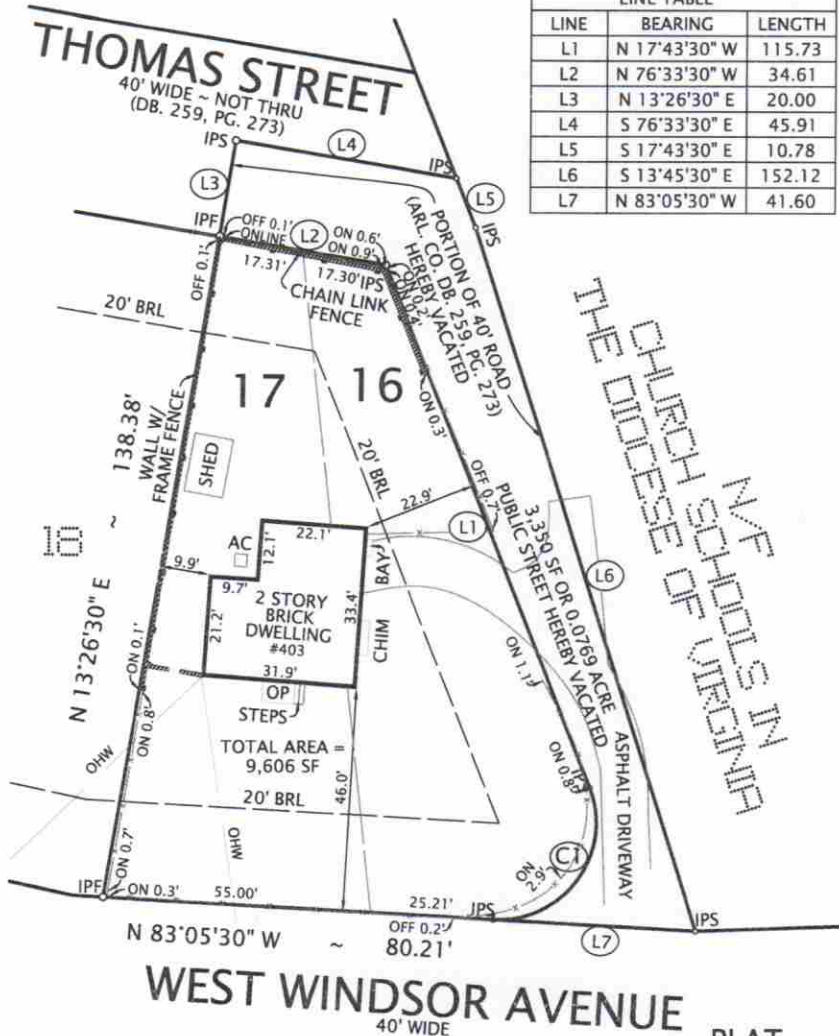 LINE TABLE
LINE BEARING LENGTH
L1 N 17°43'30" W 115.73
L2 N 76°33'30" W 34.61
L3 N 13°26'30" E 20.00
L4 S 76°33'30" E 45.91
L5 S 17°43'30" E 10.78
L6 S 13°45'30" E 152.12
L7 N 83°05'30" W 41.60
THOMAS STREET
40' WIDE ~ NOT THRU
(DB. 259, PG. 273)
IPS
L4
IPS
L3
L5
IPS
IPF
OFF 0.1'
ONLINE
L2
ON 0.6'
ON 0.9'
17.31'
17.30'
IPS
ON 0.2'
ON 0.4'
OFF 0.1'
CHAIN LINK
FENCE
PORTION OF 40' ROAD
(ARL. CO. DB. 259, PG. 273)
HEREBY VACATED
20' BRL
17
16
ON 0.3'
138.38'
WALL W/
FRAME FENCE
SHED
20' BRL
N/F
CHURCH SCHOOLS IN
THE DIOCESE OF VIRGINIA
18
22.9'
OFF 0.7'
L1
3,350 SF OR 0.0769 ACRE
PUBLIC STREET HEREBY VACATED
L6
AC
12.1'
22.1'
BAY
9.9'
9.7'
21.2'
2 STORY
BRICK
DWELLING
#403
33.4'
CHIM
31.9'
N 13°26'30" E ~
ON 0.1'
ON 0.8'
OP
STEPS
ON 1.1'
OHW
TOTAL AREA =
9,606 SF
46.0'
IPS
ON 0.8'
ASPHALT DRIVEWAY
20' BRL
OHW
ON 0.7'
ON
2.9'
C1
IPF
ON 0.3'
55.00'
25.21'
IPS
OFF 0.2'
IPS
L7
N 83°05'30" W ~ 80.21'
WEST WINDSOR AVENUE
40' WIDE
PLAT